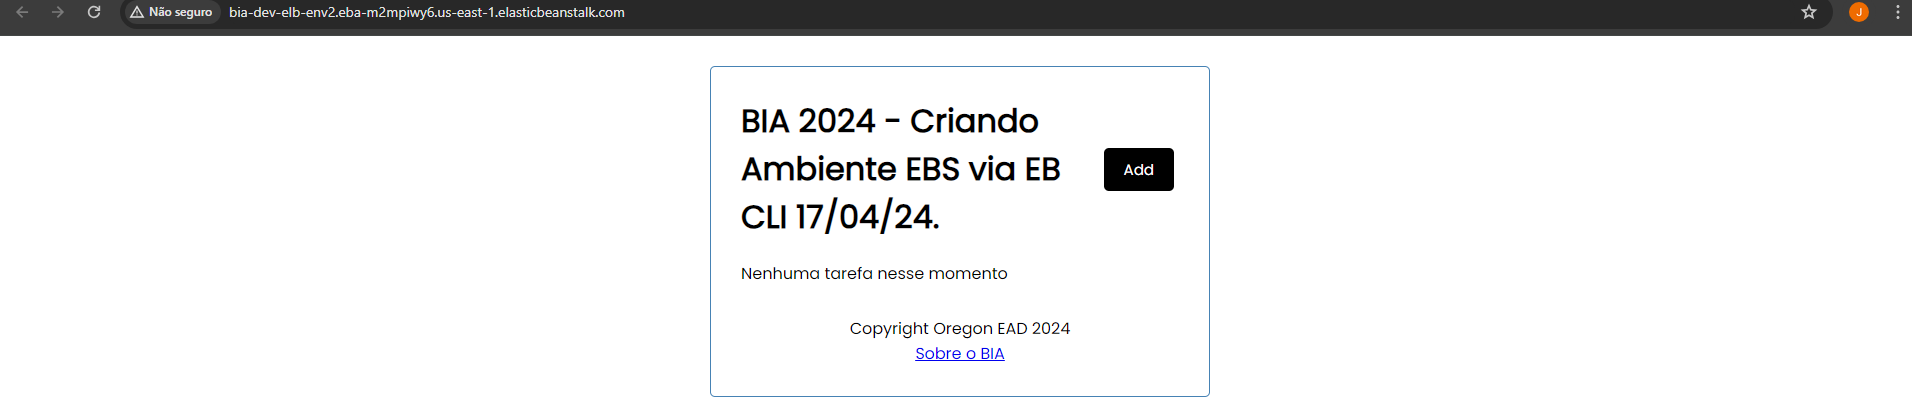 Não seguro bia-dev-elb-env2.eba-m2mpiwy6.us-east-1.elasticbeanstalk.com J
BIA 2024 - Criando
Ambiente EBS via EB
CLI 17/04/24.
Add
Nenhuma tarefa nesse momento
Copyright Oregon EAD 2024
Sobre o BIA